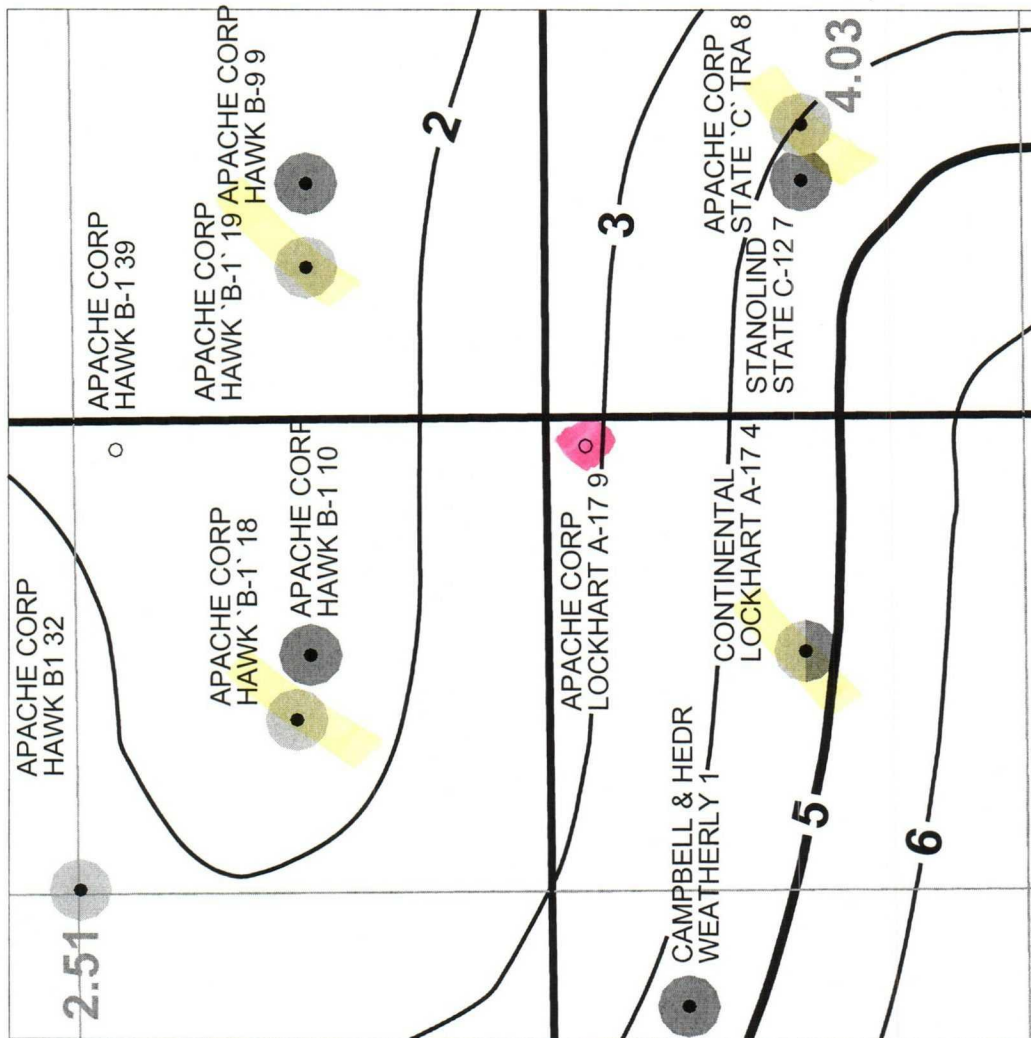 APACHE CORP
HAWK B1 32
2.51
APACHE CORP
HAWK B-1 39
APACHE CORP
HAWK `B-1` 18
APACHE CORP
HAWK B-1 10
APACHE CORP
HAWK `B-1` 19
APACHE CORP
HAWK B-9 9
2
APACHE CORP
LOCKHART A-17 9
3
CAMPBELL & HEDR
WEATHERLY 1
CONTINENTAL
LOCKHART A-17 4
STANOLIND
STATE C-12 7
APACHE CORP
STATE `C` TRA 8
4.03
5
6